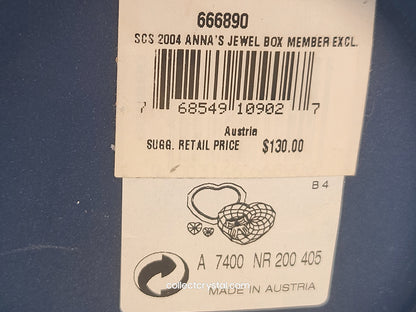 666890
SCS 2004 ANNA'S JEWEL BOX MEMBER EXCL.
7 68549 10902 7
Austria
SUGG. RETAIL PRICE $130.00
B 4
A 7400 NR 200 405
MADE IN AUSTRIA
collectcrystal.com